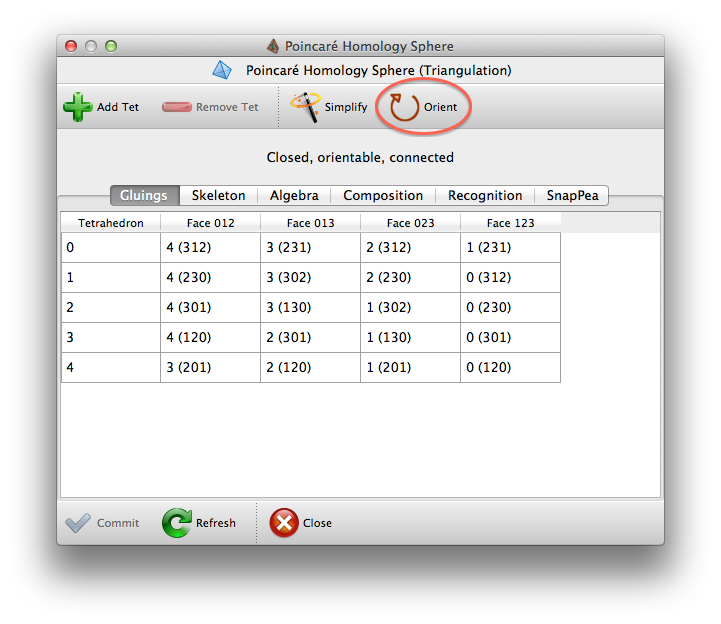 Poincaré Homology Sphere
Poincaré Homology Sphere (Triangulation)
Add Tet Remove Tet Simplify Orient
Closed, orientable, connected
Gluings Skeleton Algebra Composition Recognition SnapPea
Tetrahedron Face 012 Face 013 Face 023 Face 123
0 4 (312) 3 (231) 2 (312) 1 (231)
1 4 (230) 3 (302) 2 (230) 0 (312)
2 4 (301) 3 (130) 1 (302) 0 (230)
3 4 (120) 2 (301) 1 (130) 0 (301)
4 3 (201) 2 (120) 1 (201) 0 (120)
Commit Refresh Close